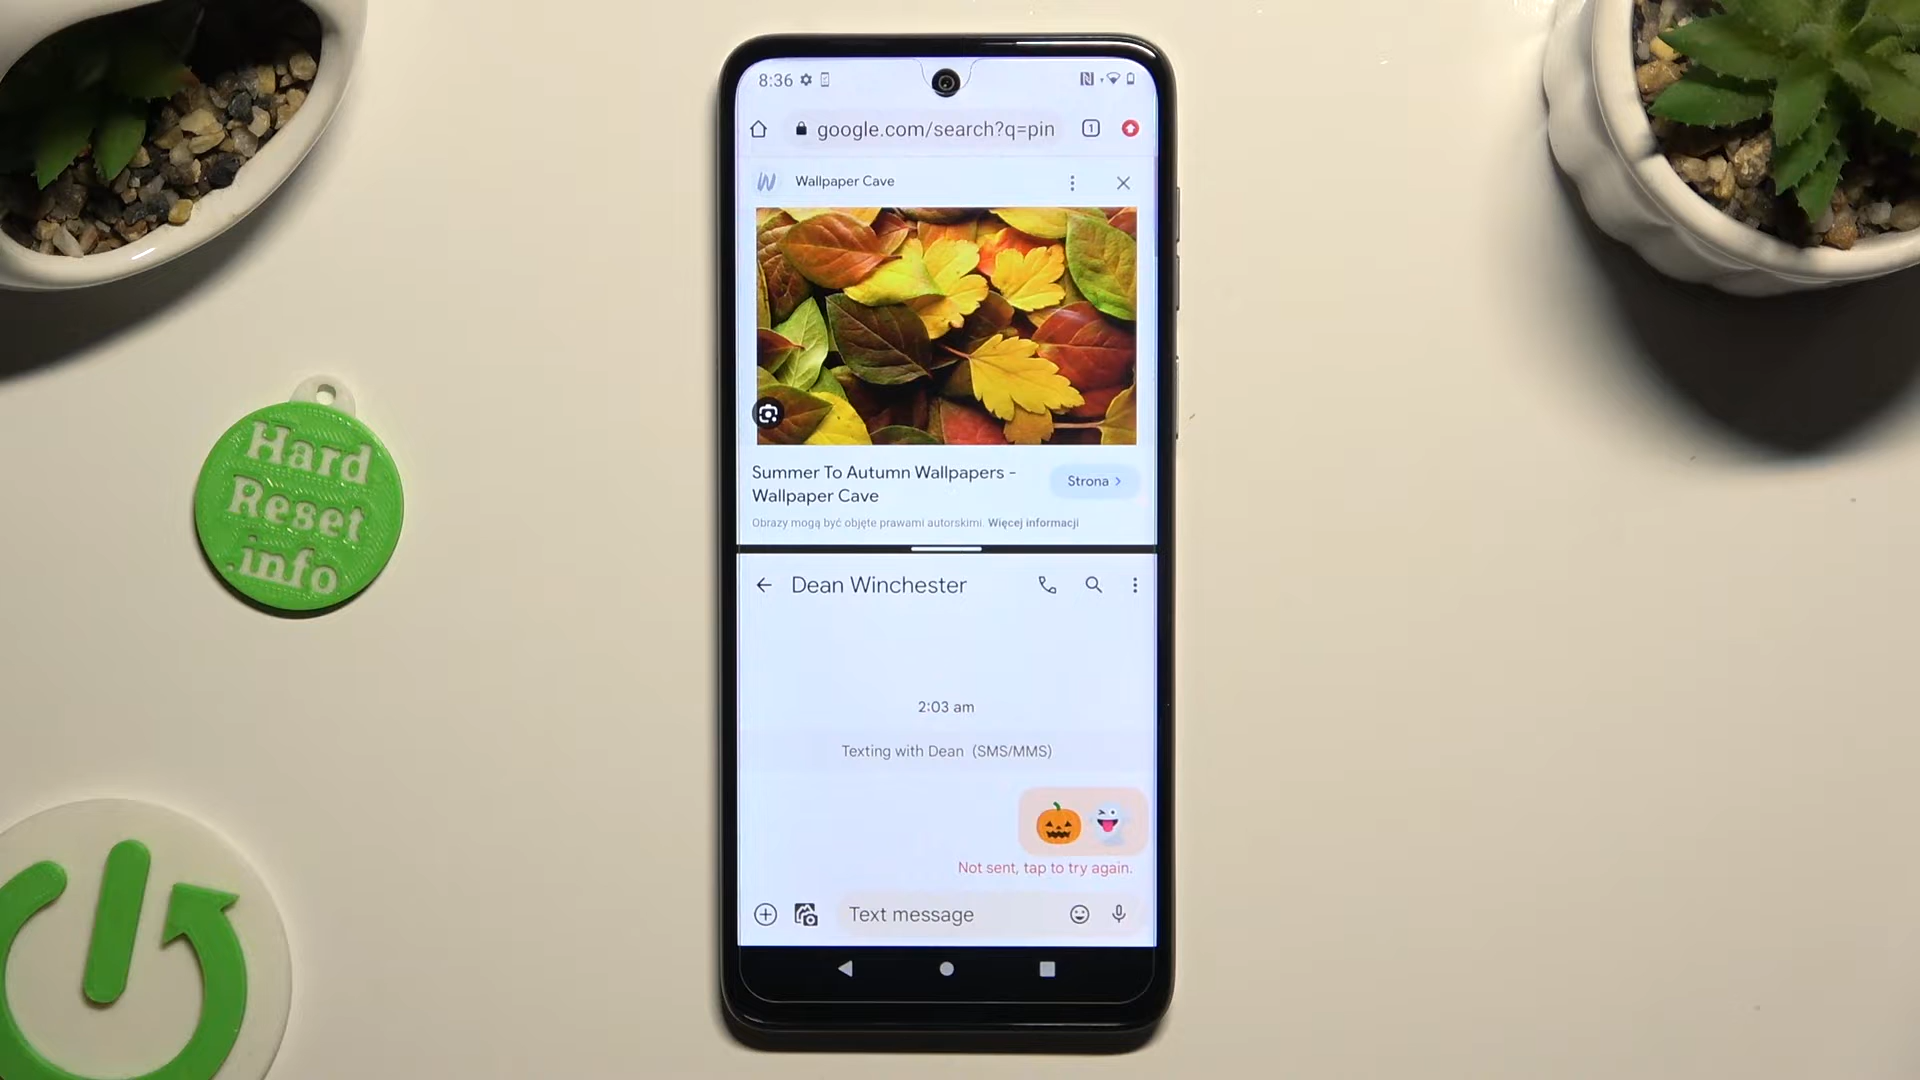 8:36
google.com/search?q=pin
1
W
Wallpaper Cave
Summer To Autumn Wallpapers -
Wallpaper Cave
Strona >
Obrazy mogą być objęte prawami autorskimi. Więcej informacji
Dean Winchester
2:03 am
Texting with Dean (SMS/MMS)
Not sent, tap to try again.
Text message
Hard
Reset
.info